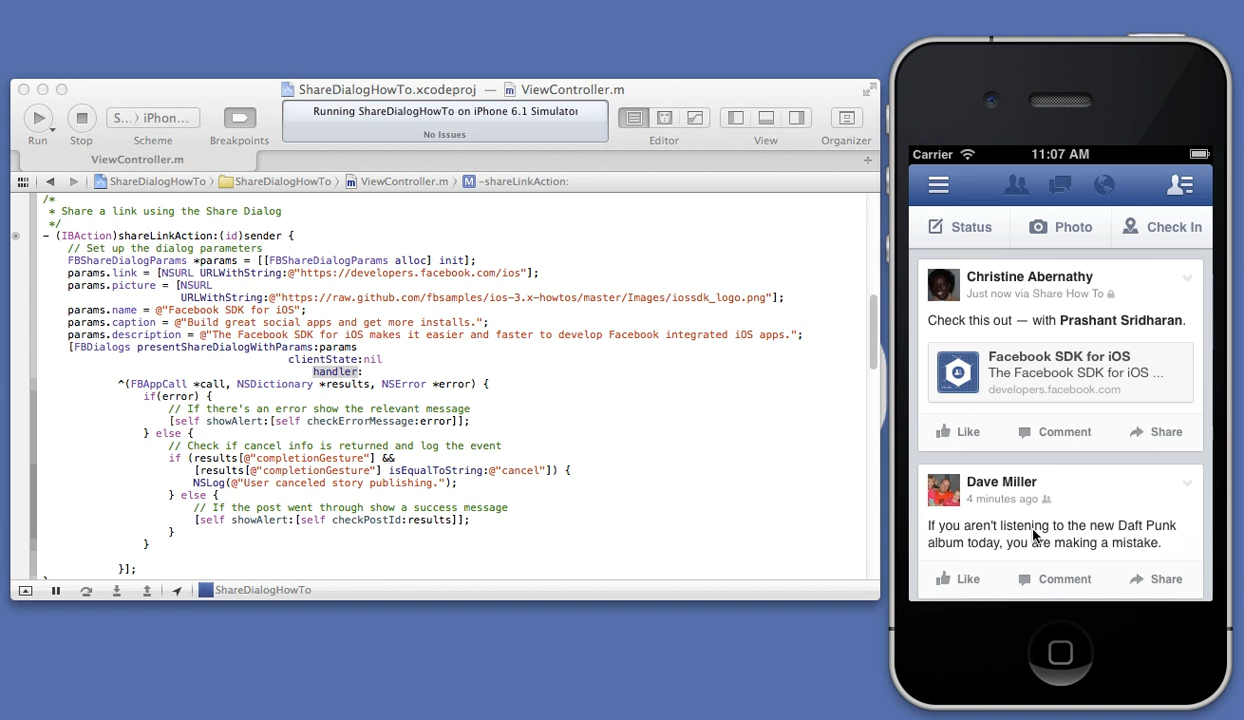 ShareDialogHowTo.xcodeproj — ViewController.m
Run
Stop
S... › iPhon...
Scheme
Breakpoints
Running ShareDialogHowTo on iPhone 6.1 Simulator
No Issues
Editor
View
Organizer
ViewController.m
ShareDialogHowTo › ShareDialogHowTo › ViewController.m › M -shareLinkAction:
/*
* Share a link using the Share Dialog
*/
- (IBAction)shareLinkAction:(id)sender {
// Set up the dialog parameters
FBShareDialogParams *params = [[FBShareDialogParams alloc] init];
params.link = [NSURL URLWithString:@"https://developers.facebook.com/ios"];
params.picture = [NSURL
URLWithString:@"https://raw.github.com/fbsamples/ios-3.x-howtos/master/Images/iossdk_logo.png"];
params.name = @"Facebook SDK for iOS";
params.caption = @"Build great social apps and get more installs.";
params.description = @"The Facebook SDK for iOS makes it easier and faster to develop Facebook integrated iOS apps.";
[FBDialogs presentShareDialogWithParams:params
clientState:nil
handler:
^(FBAppCall *call, NSDictionary *results, NSError *error) {
if(error) {
// If there's an error show the relevant message
[self showAlert:[self checkErrorMessage:error]];
} else {
// Check if cancel info is returned and log the event
if (results[@"completionGesture"] &&
[results[@"completionGesture"] isEqualToString:@"cancel"]) {
NSLog(@"User canceled story publishing.");
} else {
// If the post went through show a success message
[self showAlert:[self checkPostId:results]];
}
}
}];
ShareDialogHowTo
Carrier 11:07 AM
Status Photo Check In
Christine Abernathy
Just now via Share How To
Check this out — with Prashant Sridharan.
Facebook SDK for iOS
The Facebook SDK for iOS ...
developers.facebook.com
Like Comment Share
Dave Miller
4 minutes ago
If you aren't listening to the new Daft Punk
album today, you are making a mistake.
Like Comment Share